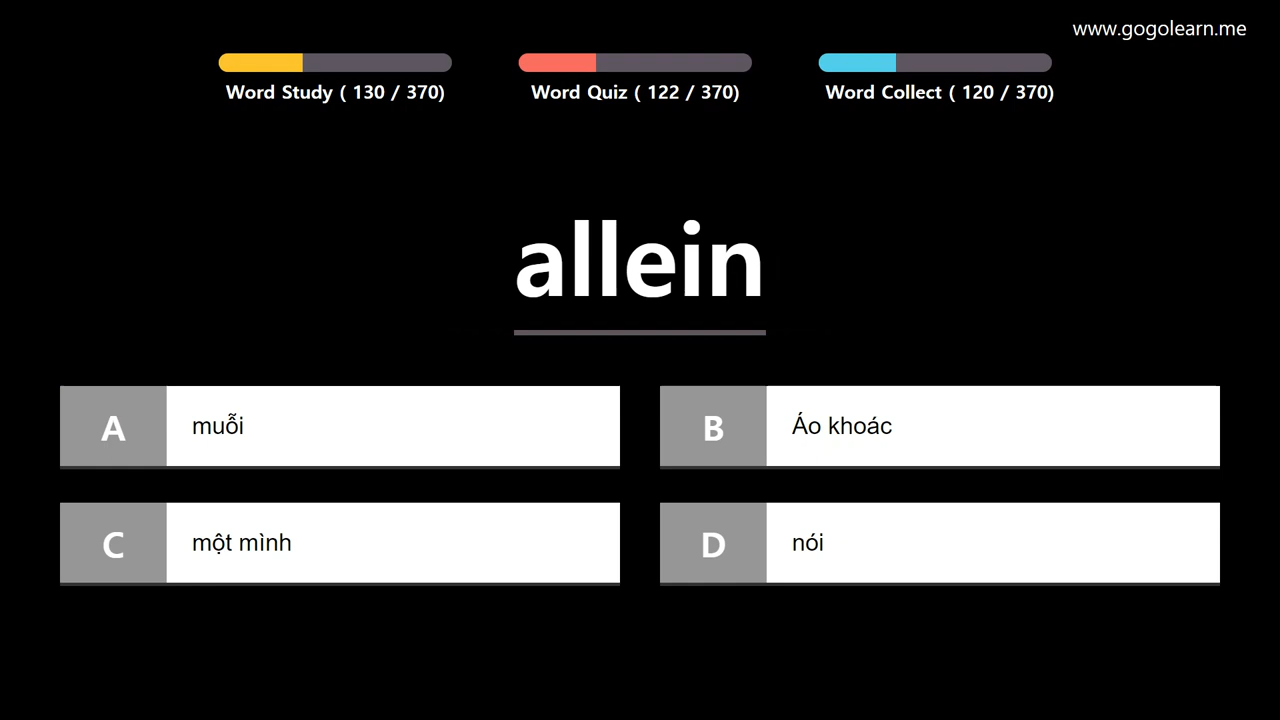 www.gogolearn.me
Word Study ( 130 / 370)
Word Quiz ( 122 / 370)
Word Collect ( 120 / 370)
allein
A
muỗi
B
Áo khoác
C
một mình
D
nói